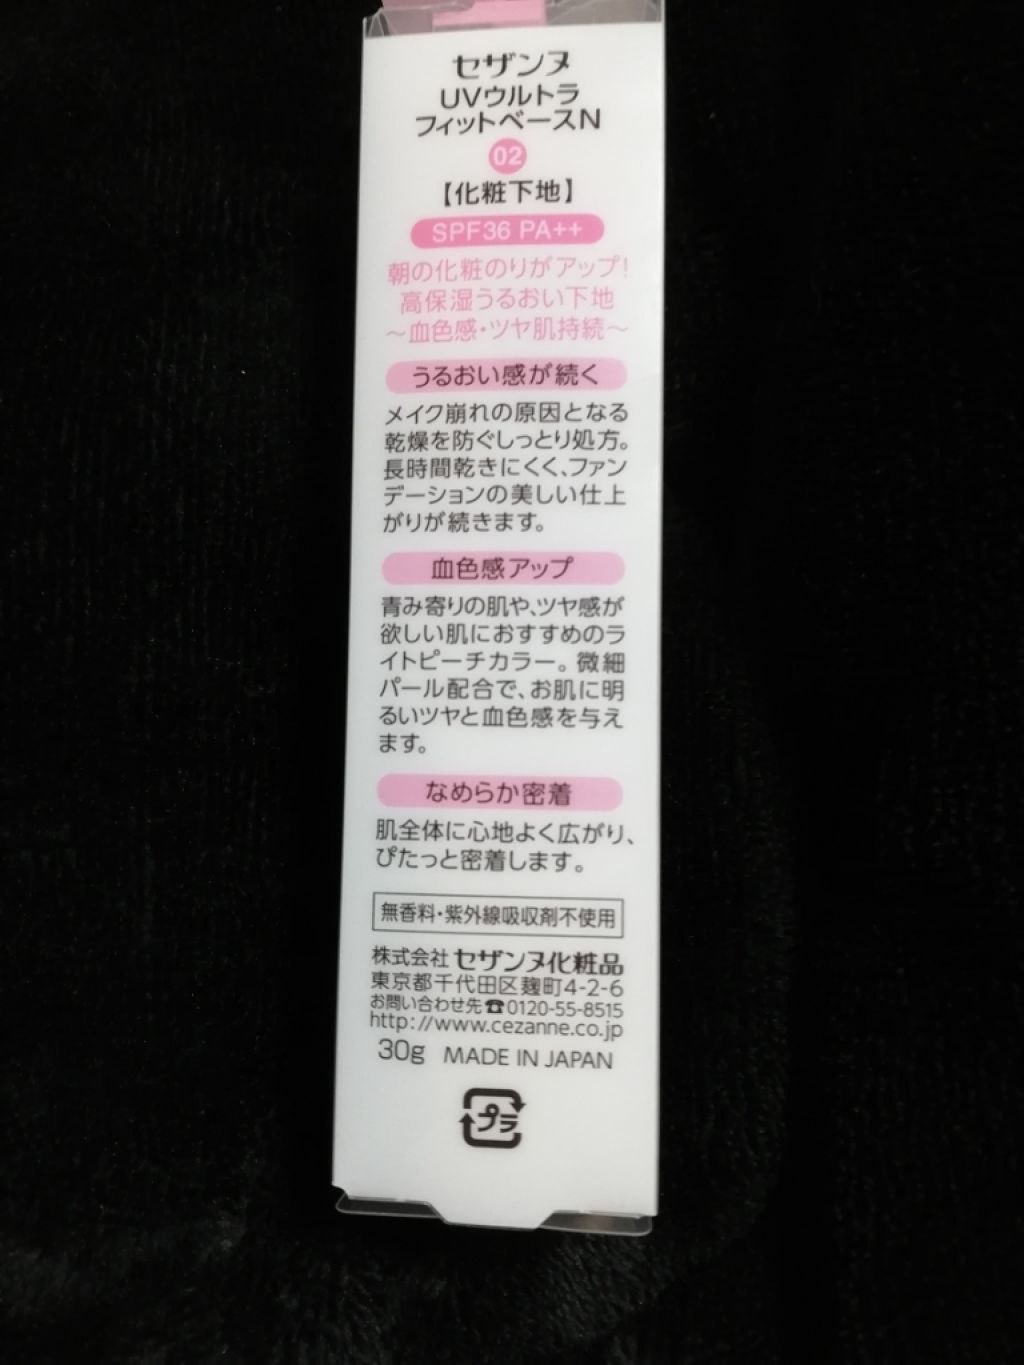 セザンヌ
UVウルトラ
フィットベースN
02
【化粧下地】
SPF36 PA++
朝の化粧のりがアップ!
高保湿うるおい下地
～血色感・ツヤ肌持続～
うるおい感が続く
メイク崩れの原因となる
乾燥を防ぐしっとり処方。
長時間乾きにくく、ファン
デーションの美しい仕上
がりが続きます。
血色感アップ
青み寄りの肌や、ツヤ感が
欲しい肌におすすめのラ
イトピーチカラー。微細
パール配合で、お肌に明
るいツヤと血色感を与え
ます。
なめらか密着
肌全体に心地よく広がり、
ぴたっと密着します。
無香料・紫外線吸収剤不使用
株式会社 セザンヌ化粧品
東京都千代田区麹町4-2-6
お問い合わせ先☎0120-55-8515
http://www.cezanne.co.jp
30g MADE IN JAPAN
プラ